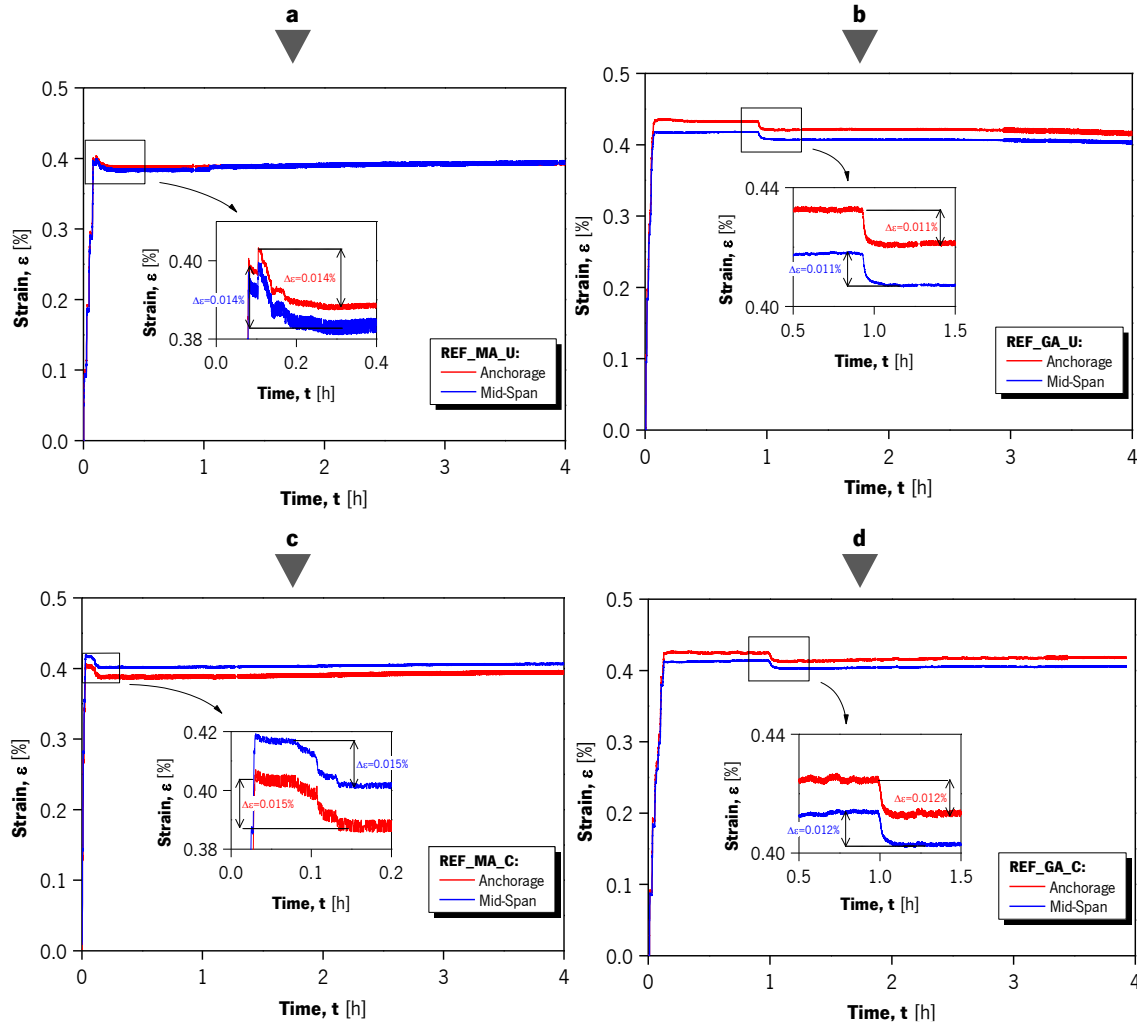 a
0.5
0.4
0.3
0.2
0.1
0.0
Strain, ε [%]
0 1 2 3 4
Time, t [h]
0.40
0.38
Strain, ε [%]
0.0 0.2 0.4
Time, t [h]
Δε=0.014%
Δε=0.014%
REF_MA_U:
Anchorage
Mid-Span
b
0.5
0.4
0.3
0.2
0.1
0.0
Strain, ε [%]
0 1 2 3 4
Time, t [h]
0.44
0.40
Strain, ε [%]
0.5 1.0 1.5
Time, t [h]
Δε=0.011%
Δε=0.011%
REF_GA_U:
Anchorage
Mid-Span
c
0.5
0.4
0.3
0.2
0.1
0.0
Strain, ε [%]
0 1 2 3 4
Time, t [h]
0.42
0.40
0.38
Strain, ε [%]
0.0 0.1 0.2
Time, t [h]
Δε=0.015%
Δε=0.015%
REF_MA_C:
Anchorage
Mid-Span
d
0.5
0.4
0.3
0.2
0.1
0.0
Strain, ε [%]
0 1 2 3 4
Time, t [h]
0.44
0.40
Strain, ε [%]
0.5 1.0 1.5
Time, t [h]
Δε=0.012%
Δε=0.012%
REF_GA_C:
Anchorage
Mid-Span